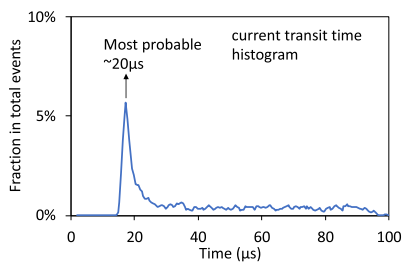 10%
Most probable
~20μs
current transit time
histogram
Fraction in total events
5%
0%
0 20 40 60 80 100
Time (μs)